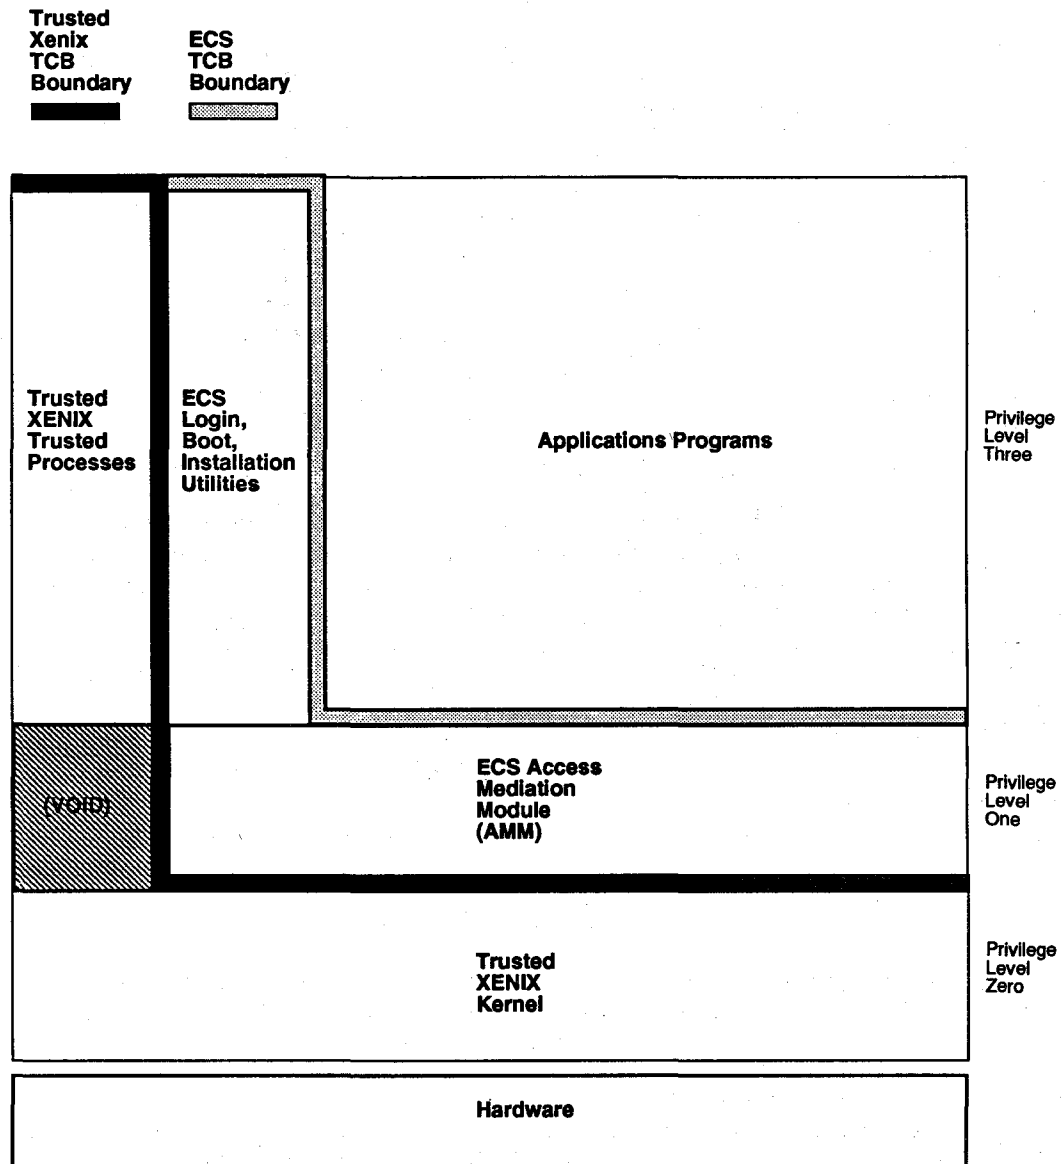 Trusted
Xenix
TCB
Boundary
ECS
TCB
Boundary
Trusted
XENIX
Trusted
Processes
ECS
Login,
Boot,
Installation
Utilities
Applications Programs
Privilege
Level
Three
(VOID)
ECS Access
Mediation
Module
(AMM)
Privilege
Level
One
Trusted
XENIX
Kernel
Privilege
Level
Zero
Hardware